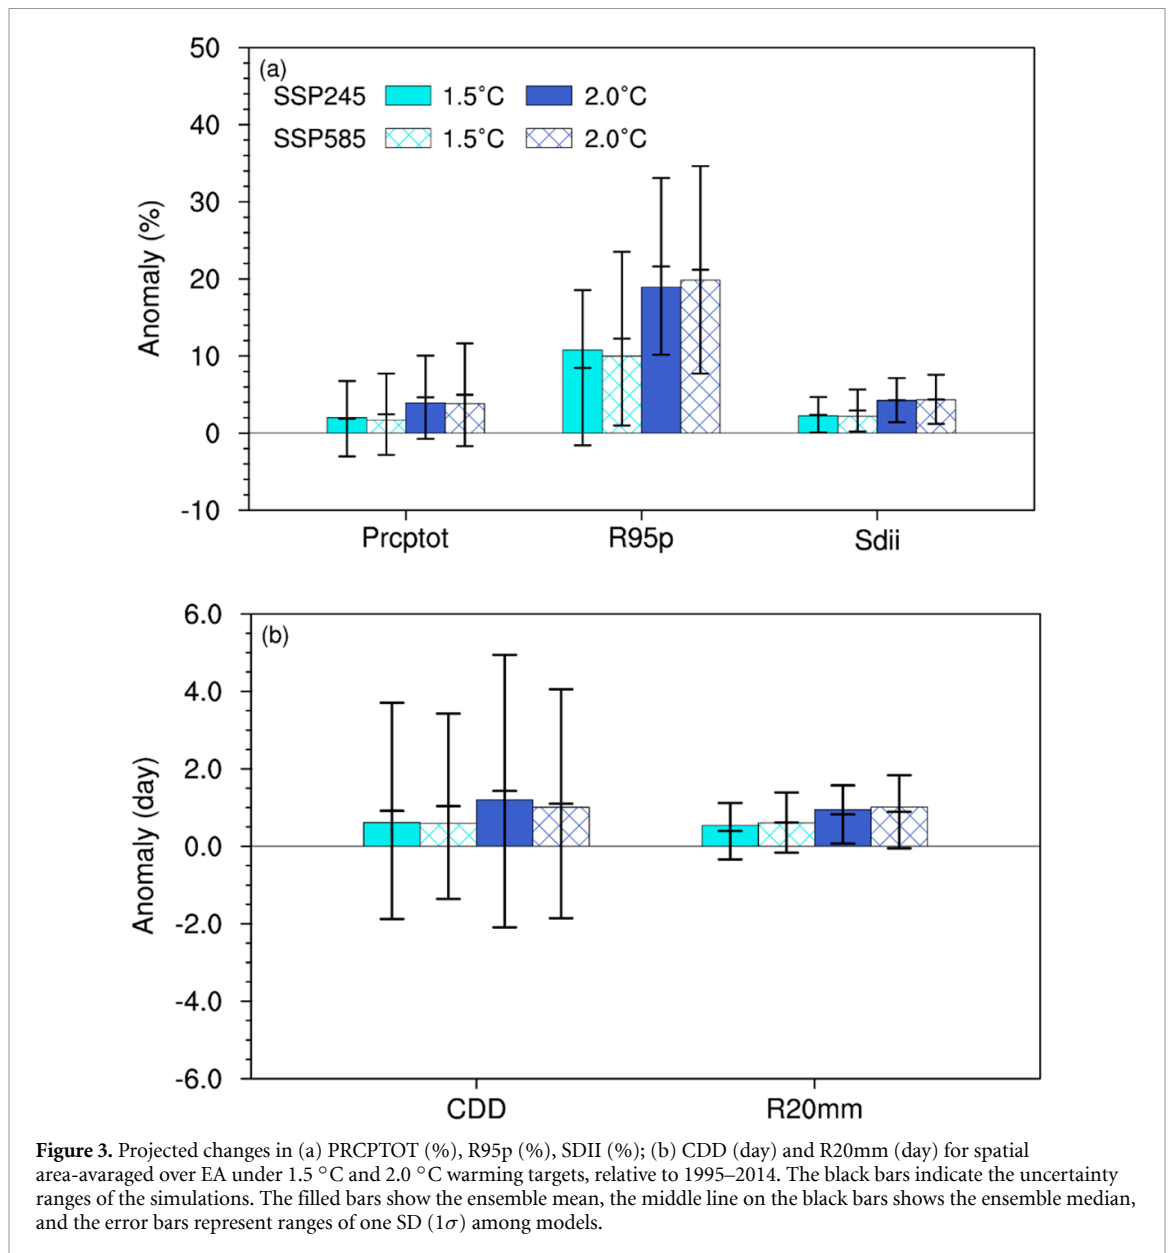 50
(a)
SSP245 1.5°C 2.0°C
40
SSP585 1.5°C 2.0°C
30
20
10
0
-10
Anomaly (%)
Prcptot R95p Sdii
6.0
(b)
4.0
2.0
0.0
-2.0
-4.0
-6.0
Anomaly (day)
CDD R20mm
Figure 3. Projected changes in (a) PRCPTOT (%), R95p (%), SDII (%); (b) CDD (day) and R20mm (day) for spatial
area-avaraged over EA under 1.5 °C and 2.0 °C warming targets, relative to 1995–2014. The black bars indicate the uncertainty
ranges of the simulations. The filled bars show the ensemble mean, the middle line on the black bars shows the ensemble median,
and the error bars represent ranges of one SD (1σ) among models.